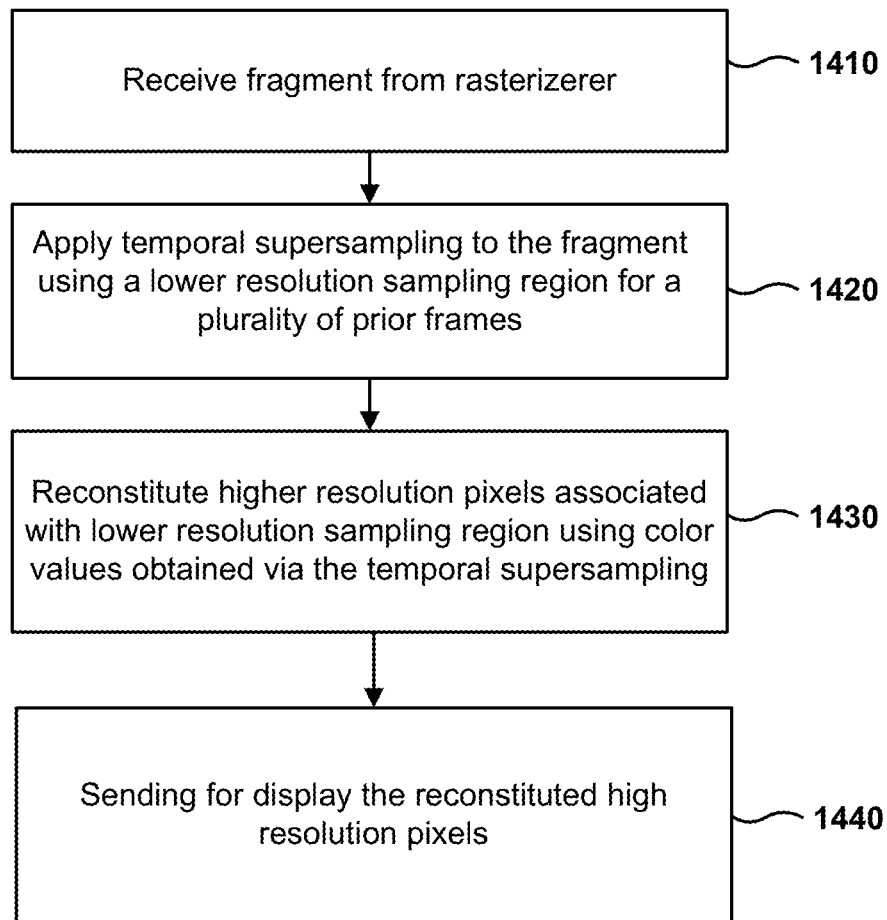 Receive fragment from rasterizerer
1410
Apply temporal supersampling to the fragment
using a lower resolution sampling region for a
plurality of prior frames
1420
Reconstitute higher resolution pixels associated
with lower resolution sampling region using color
values obtained via the temporal supersampling
1430
Sending for display the reconstituted high
resolution pixels
1440